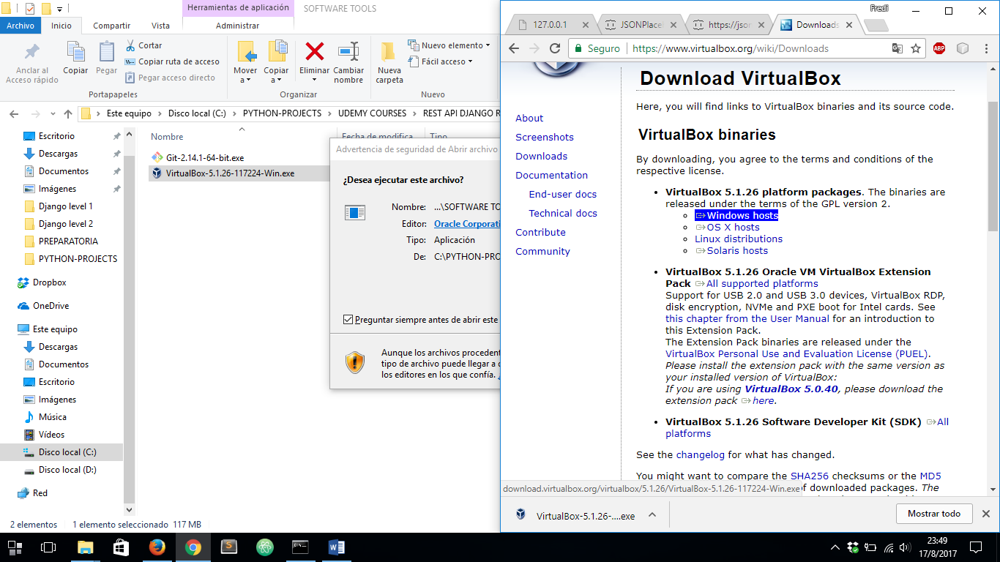 Herramientas de aplicación
SOFTWARE TOOLS
Archivo
Inicio
Compartir
Vista
Administrar
Anclar al
Acceso rápido
Copiar
Pegar
Cortar
Copiar ruta de acceso
Pegar acceso directo
Portapapeles
Mover
a
Copiar
a
Eliminar
Cambiar
nombre
Organizar
Nueva
carpeta
Nuevo elemento
Fácil acceso
Nuevo
Este equipo
Disco local (C:)
PYTHON-PROJECTS
UDEMY COURSES
REST API DJANGO R
Escritorio
Descargas
Documentos
Imágenes
Django level 1
Django level 2
PREPARATORIA
PYTHON-PROJECTS
Dropbox
OneDrive
Este equipo
Descargas
Documentos
Escritorio
Imágenes
Música
Vídeos
Disco local (C:)
Disco local (D:)
Red
Nombre
Fecha de modifica...
Tipo
Git-2.14.1-64-bit.exe
VirtualBox-5.1.26-117224-Win.exe
Advertencia de seguridad de Abrir archivo
¿Desea ejecutar este archivo?
Nombre: ...\SOFTWARE TO
Editor: Oracle Corporati
Tipo: Aplicación
De: C:\PYTHON-PRO
Preguntar siempre antes de abrir este
Aunque los archivos procedent
tipo de archivo puede llegar a d
los editores en los que confía. ¿
2 elementos
1 elemento seleccionado 117 MB
Fredi
127.0.0.1
JSONPlace
https://jso
Downloads
Seguro
https://www.virtualbox.org/wiki/Downloads
ABP
About
Screenshots
Downloads
Documentation
End-user docs
Technical docs
Contribute
Community
Download VirtualBox
Here, you will find links to VirtualBox binaries and its source code.
VirtualBox binaries
By downloading, you agree to the terms and conditions of the
respective license.
VirtualBox 5.1.26 platform packages. The binaries are
released under the terms of the GPL version 2.
Windows hosts
OS X hosts
Linux distributions
Solaris hosts
VirtualBox 5.1.26 Oracle VM VirtualBox Extension
Pack All supported platforms
Support for USB 2.0 and USB 3.0 devices, VirtualBox RDP,
disk encryption, NVMe and PXE boot for Intel cards. See
this chapter from the User Manual for an introduction to
this Extension Pack.
The Extension Pack binaries are released under the
VirtualBox Personal Use and Evaluation License (PUEL).
Please install the extension pack with the same version as
your installed version of VirtualBox:
If you are using VirtualBox 5.0.40, please download the
extension pack here.
VirtualBox 5.1.26 Software Developer Kit (SDK) All
platforms
See the changelog for what has changed.
You might want to compare the SHA256 checksums or the MD5
of downloaded packages. The
download.virtualbox.org/virtualbox/5.1.26/VirtualBox-5.1.26-117224-Win.exe
VirtualBox-5.1.26-....exe
Mostrar todo
23:49
17/8/2017